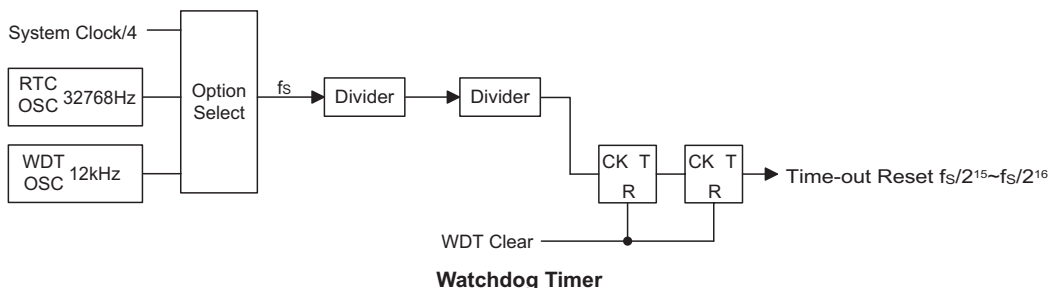 System Clock/4
RTC
OSC 32768Hz
WDT
OSC 12kHz
Option
Select
fS
Divider
Divider
CK T
R
CK T
R
Time-out Reset fS/2¹⁵~fS/2¹⁶
WDT Clear
Watchdog Timer